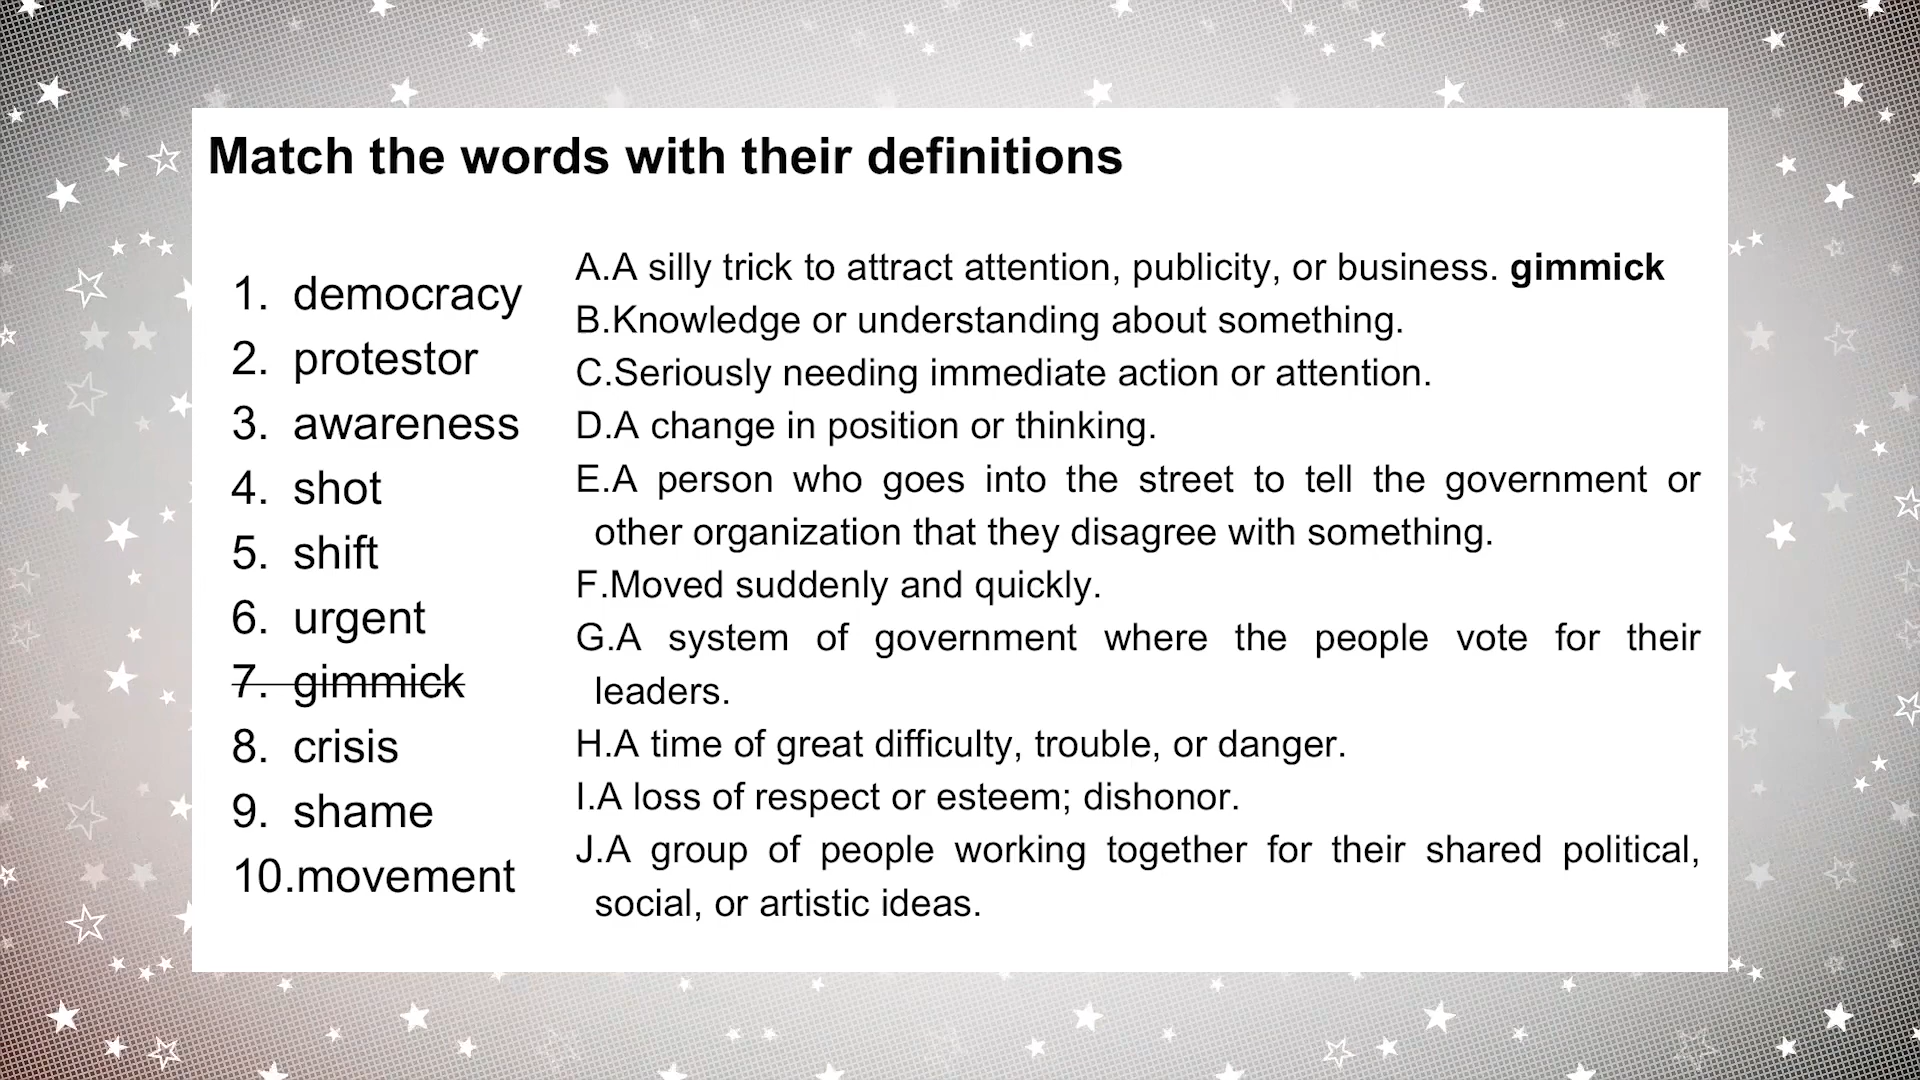 Match the words with their definitions
1. democracy
2. protestor
3. awareness
4. shot
5. shift
6. urgent
7. gimmick
8. crisis
9. shame
10.movement
A.A silly trick to attract attention, publicity, or business. gimmick
B.Knowledge or understanding about something.
C.Seriously needing immediate action or attention.
D.A change in position or thinking.
E.A person who goes into the street to tell the government or
other organization that they disagree with something.
F.Moved suddenly and quickly.
G.A system of government where the people vote for their
leaders.
H.A time of great difficulty, trouble, or danger.
I.A loss of respect or esteem; dishonor.
J.A group of people working together for their shared political,
social, or artistic ideas.